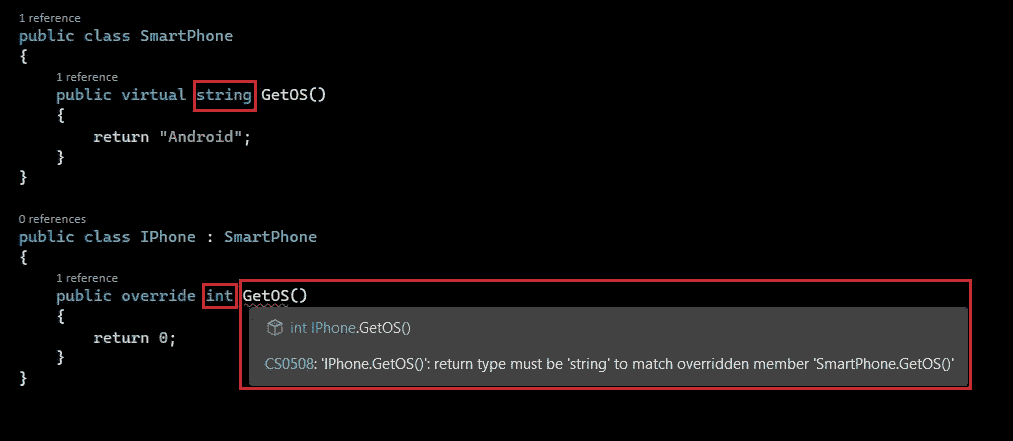 1 reference
public class SmartPhone
{
1 reference
public virtual string GetOS()
{
return "Android";
}
}
0 references
public class IPhone : SmartPhone
{
1 reference
public override int GetOS()
{
return 0;
}
}
int IPhone.GetOS()
CS0508: 'IPhone.GetOS()': return type must be 'string' to match overridden member 'SmartPhone.GetOS()'